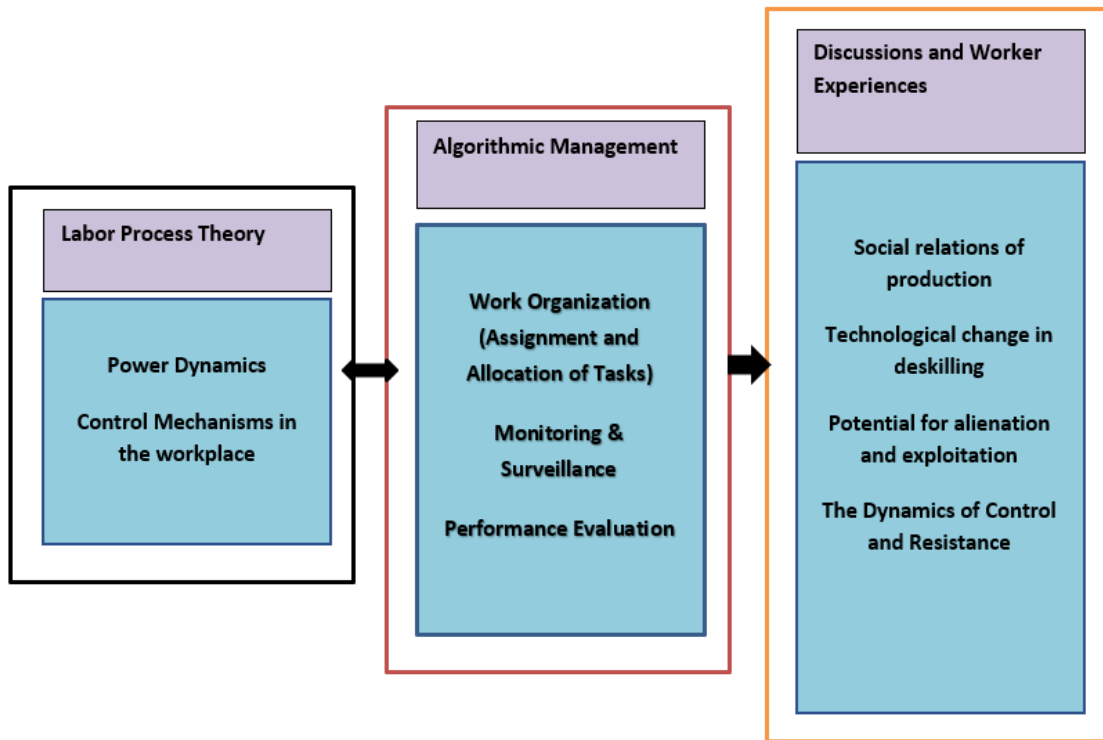 Labor Process Theory
Power Dynamics
Control Mechanisms in
the workplace
Algorithmic Management
Work Organization
(Assignment and
Allocation of Tasks)
Monitoring &
Surveillance
Performance Evaluation
Discussions and Worker
Experiences
Social relations of
production
Technological change in
deskilling
Potential for alienation
and exploitation
The Dynamics of Control
and Resistance